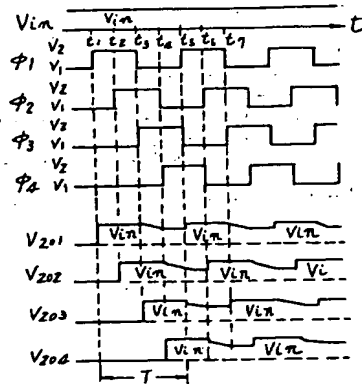 Vin Vin t
t1 t2 t3 t4 t5 t6 t7
ϕ1 V2 V1
ϕ2 V2 V1
ϕ3 V2 V1
ϕ4 V2 V1
V201 Vin Vin Vin
V202 Vin Vin Vi
V203 Vin Vin
V204 Vin Vin
T